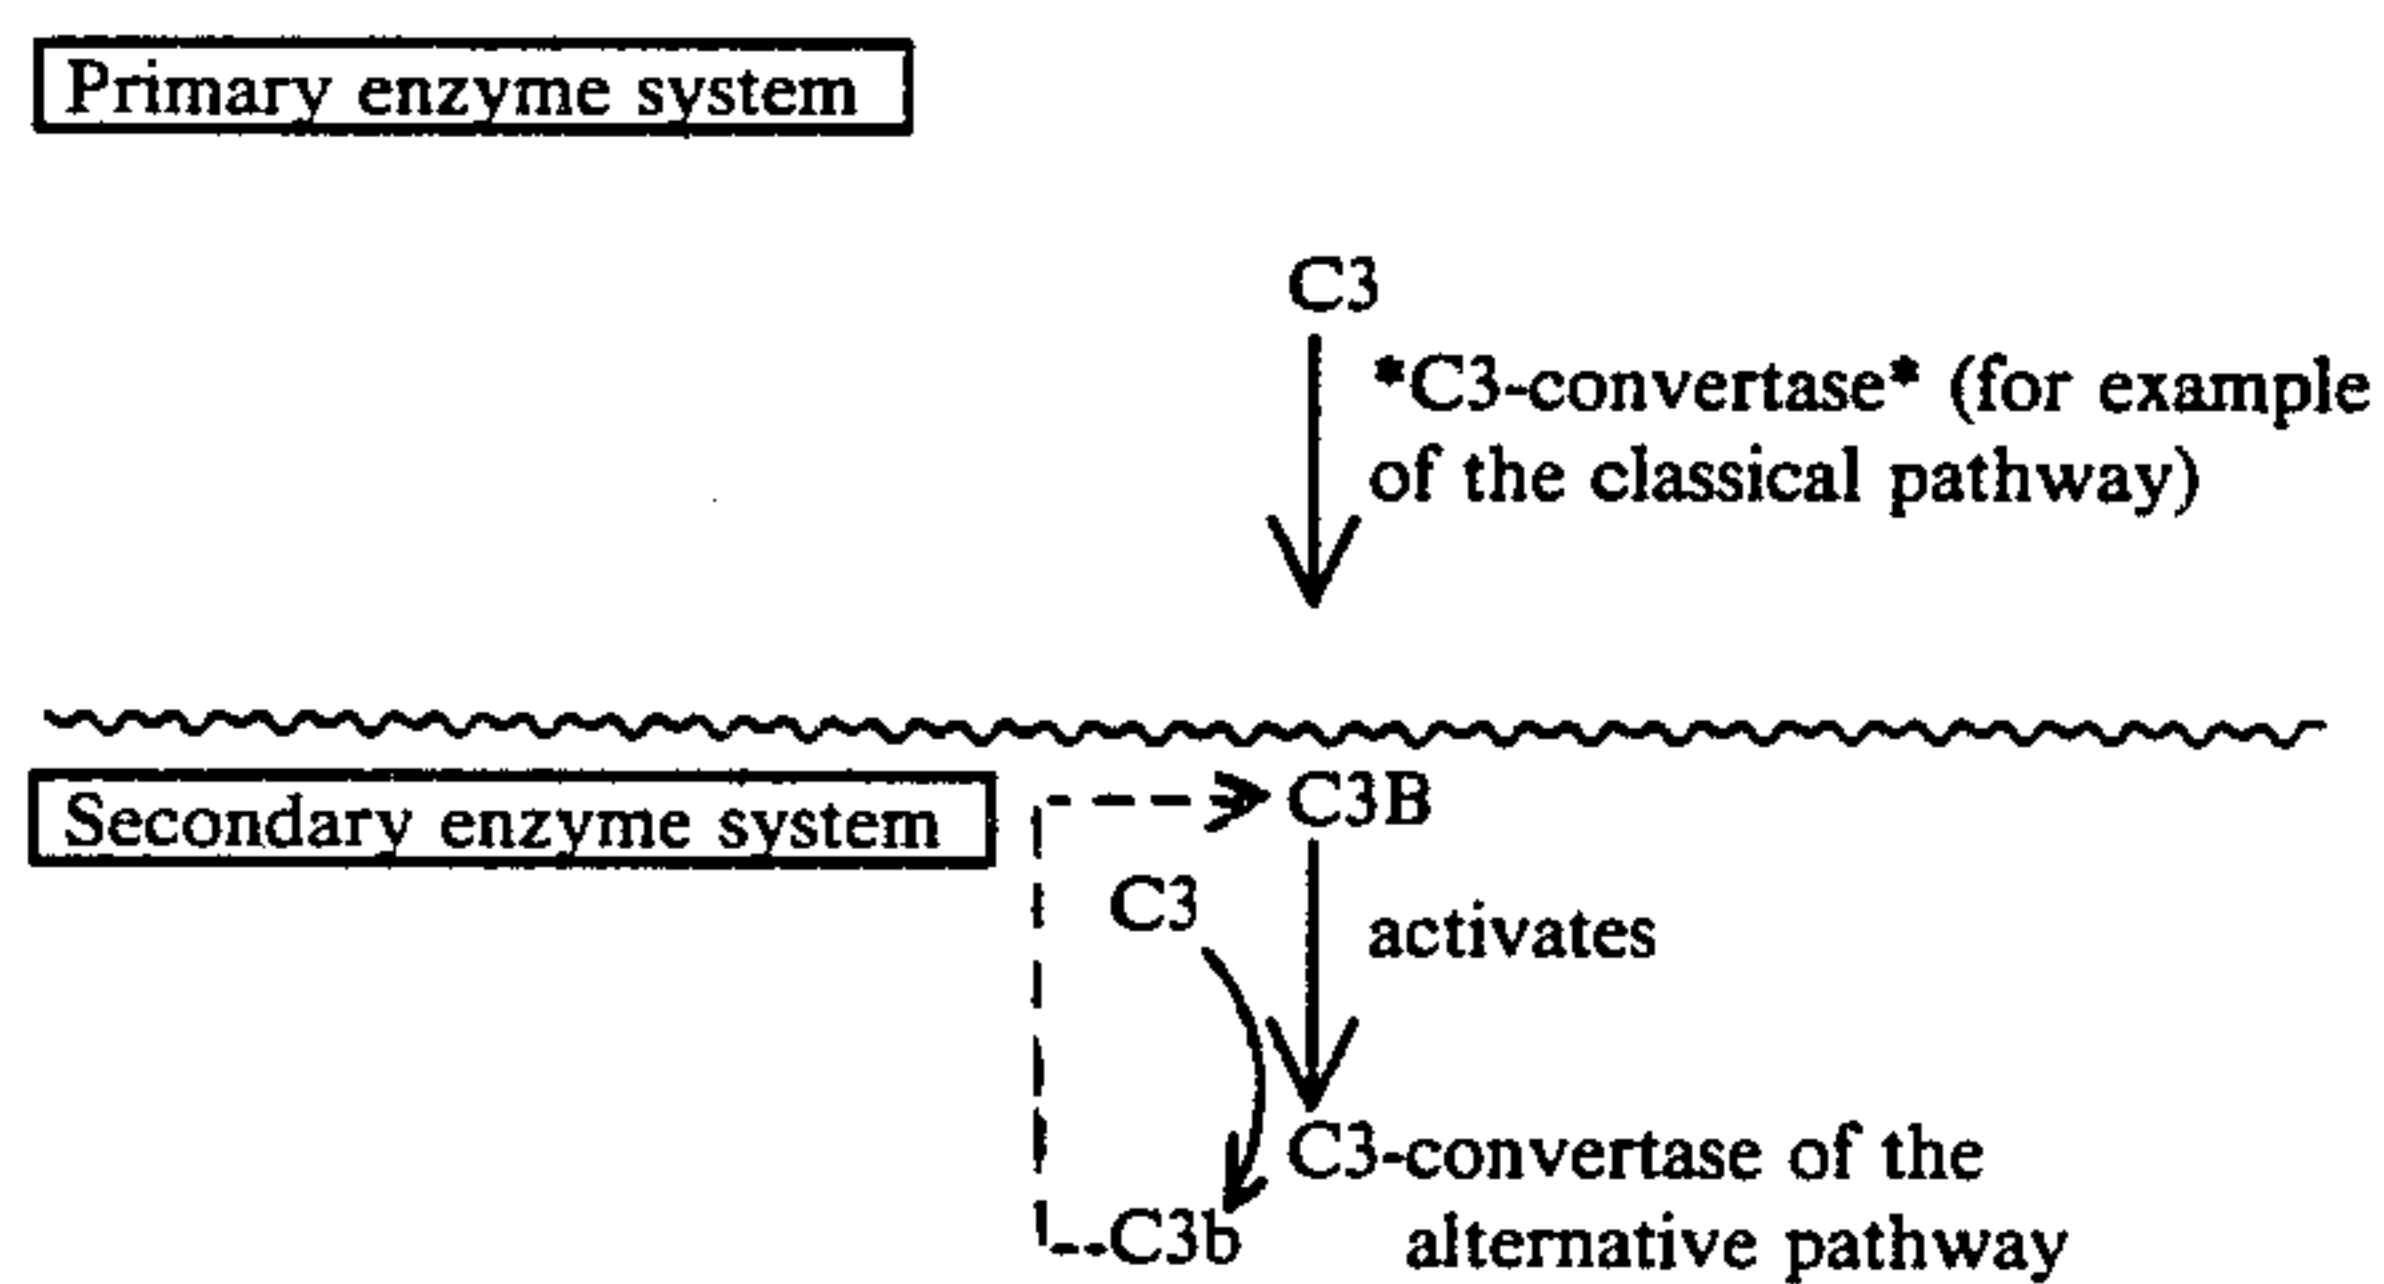 Primary enzyme system
C3
*C3-convertase* (for example
of the classical pathway)
Secondary enzyme system
C3B
C3
activates
C3-convertase of the
C3b
alternative pathway